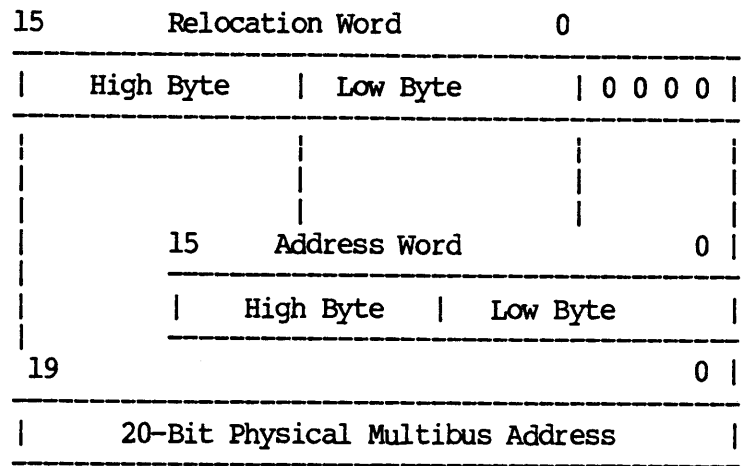 15 Relocation Word 0
| High Byte | Low Byte | 0 0 0 0 |
15 Address Word 0 |
| High Byte | Low Byte |
19 0 |
| 20-Bit Physical Multibus Address |